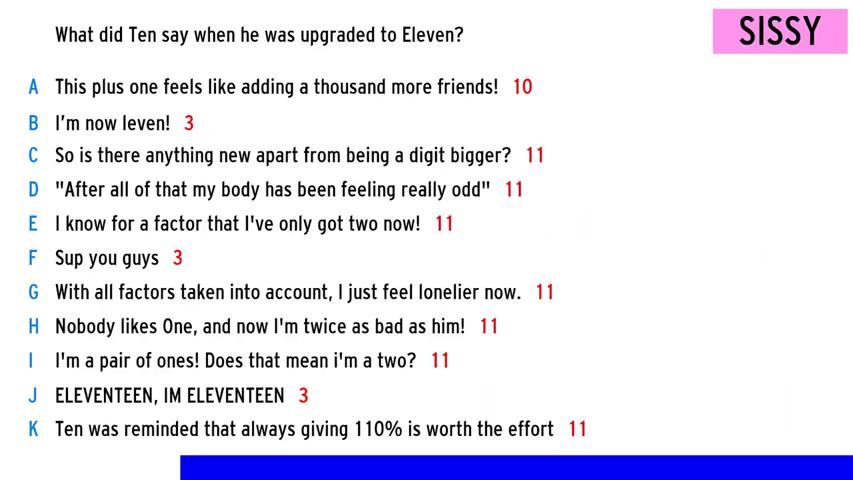 What did Ten say when he was upgraded to Eleven?
SISSY
A This plus one feels like adding a thousand more friends! 10
B I'm now leven! 3
C So is there anything new apart from being a digit bigger? 11
D "After all of that my body has been feeling really odd" 11
E I know for a factor that I've only got two now! 11
F Sup you guys 3
G With all factors taken into account, I just feel lonelier now. 11
H Nobody likes One, and now I'm twice as bad as him! 11
I I'm a pair of ones! Does that mean i'm a two? 11
J ELEVENTEEN, IM ELEVENTEEN 3
K Ten was reminded that always giving 110% is worth the effort 11